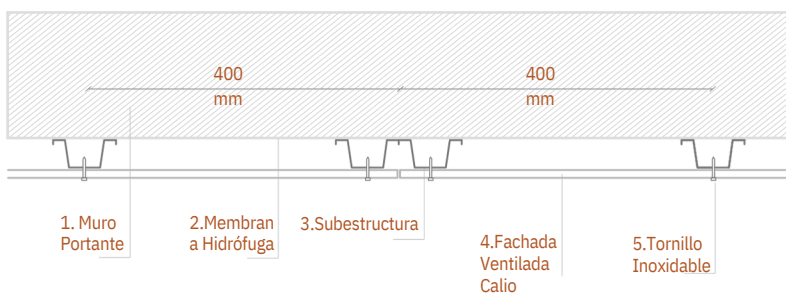 400
mm
400
mm
1. Muro
Portante
2.Membran
a Hidrófuga
3.Subestructura
4.Fachada
Ventilada
Calio
5.Tornillo
Inoxidable